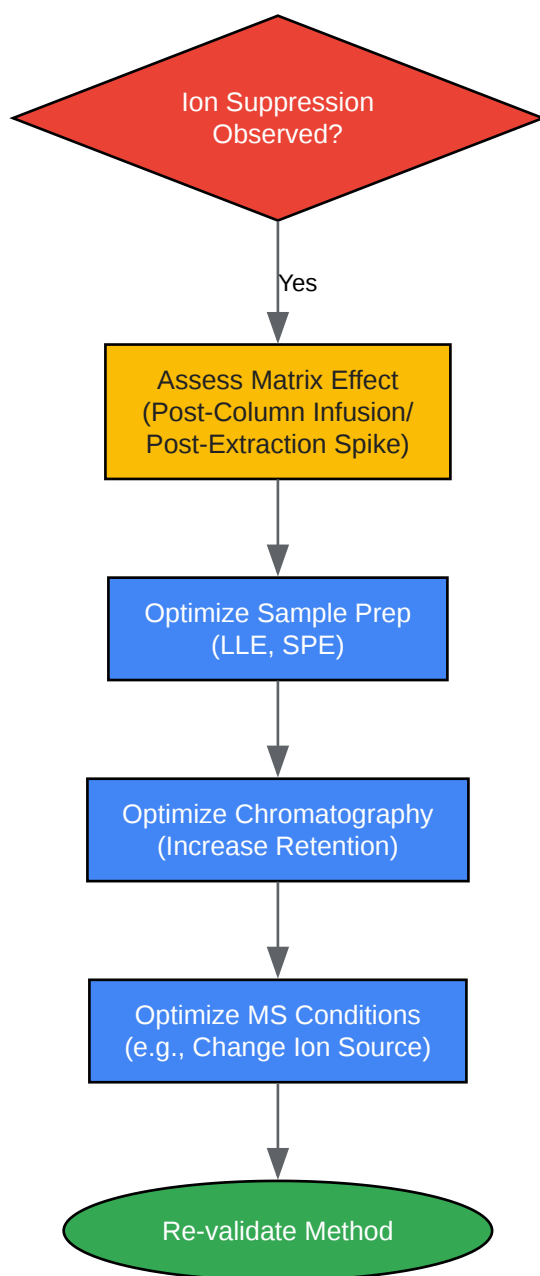 Ion Suppression
Observed?
Yes
Assess Matrix Effect
(Post-Column Infusion/
Post-Extraction Spike)
Optimize Sample Prep
(LLE, SPE)
Optimize Chromatography
(Increase Retention)
Optimize MS Conditions
(e.g., Change Ion Source)
Re-validate Method